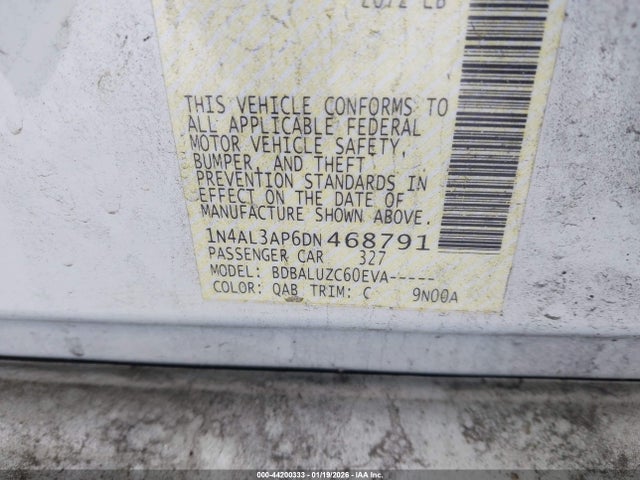 2672 LB
THIS VEHICLE CONFORMS TO
ALL APPLICABLE FEDERAL
MOTOR VEHICLE SAFETY,
BUMPER, AND THEFT
PREVENTION STANDARDS IN
EFFECT ON THE DATE OF
MANUFACTURE SHOWN ABOVE.
1N4AL3AP6DN468791
PASSENGER CAR 327
MODEL: BDBALUZC60EVA-----
COLOR: QAB TRIM: C 9N00A
000-44200333 - 01/19/2026 - IAA Inc.